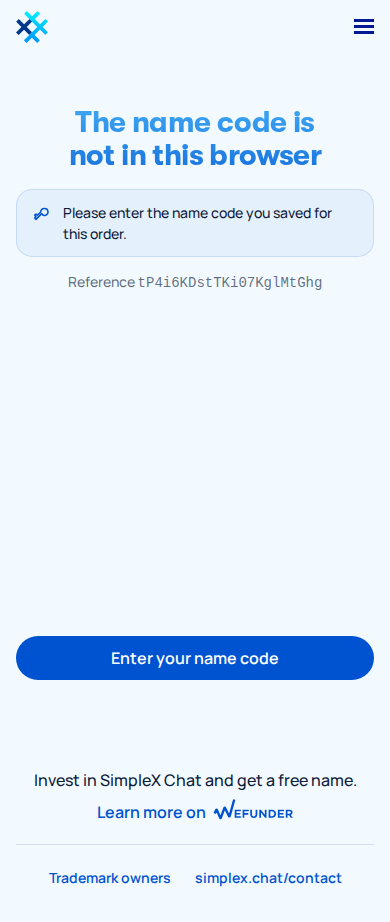 The name code is
not in this browser
Please enter the name code you saved for
this order.
Reference tP4i6KDstTKi07KglMtGhg
Enter your name code
Invest in SimpleX Chat and get a free name.
Learn more on WEFUNDER
Trademark owners simplex.chat/contact